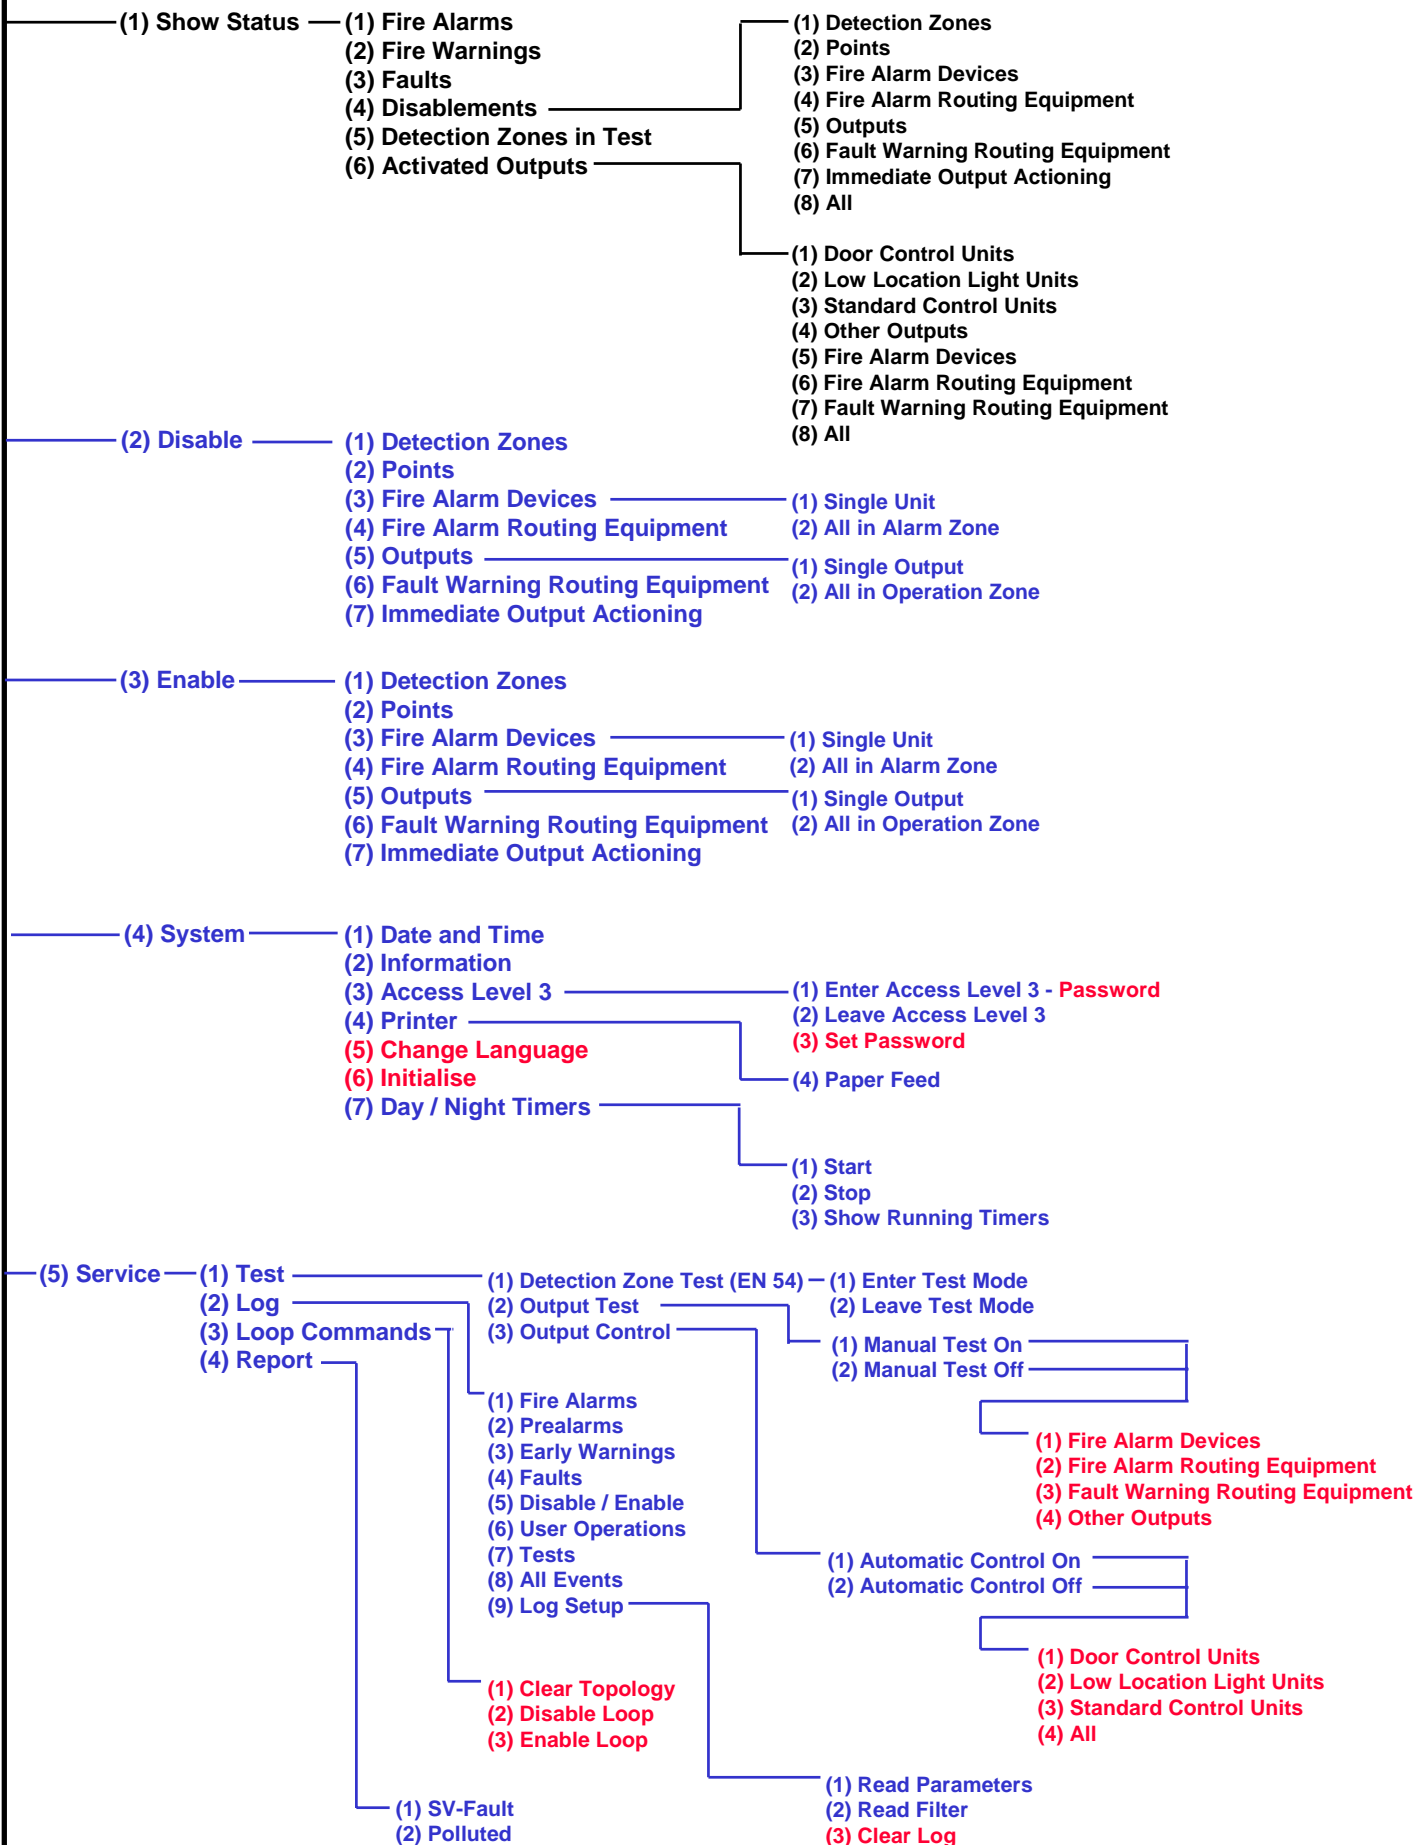 (1) Show Status
(1) Fire Alarms
(2) Fire Warnings
(3) Faults
(4) Disablements
(5) Detection Zones in Test
(6) Activated Outputs
(1) Detection Zones
(2) Points
(3) Fire Alarm Devices
(4) Fire Alarm Routing Equipment
(5) Outputs
(6) Fault Warning Routing Equipment
(7) Immediate Output Actioning
(8) All
(1) Door Control Units
(2) Low Location Light Units
(3) Standard Control Units
(4) Other Outputs
(5) Fire Alarm Devices
(6) Fire Alarm Routing Equipment
(7) Fault Warning Routing Equipment
(8) All
(2) Disable
(1) Detection Zones
(2) Points
(3) Fire Alarm Devices
(4) Fire Alarm Routing Equipment
(5) Outputs
(6) Fault Warning Routing Equipment
(7) Immediate Output Actioning
(1) Single Unit
(2) All in Alarm Zone
(1) Single Output
(2) All in Operation Zone
(3) Enable
(1) Detection Zones
(2) Points
(3) Fire Alarm Devices
(4) Fire Alarm Routing Equipment
(5) Outputs
(6) Fault Warning Routing Equipment
(7) Immediate Output Actioning
(1) Single Unit
(2) All in Alarm Zone
(1) Single Output
(2) All in Operation Zone
(4) System
(1) Date and Time
(2) Information
(3) Access Level 3
(4) Printer
(5) Change Language
(6) Initialise
(7) Day / Night Timers
(1) Enter Access Level 3 - Password
(2) Leave Access Level 3
(3) Set Password
(4) Paper Feed
(1) Start
(2) Stop
(3) Show Running Timers
(5) Service
(1) Test
(2) Log
(3) Loop Commands
(4) Report
(1) Detection Zone Test (EN 54)
(2) Output Test
(3) Output Control
(1) Enter Test Mode
(2) Leave Test Mode
(1) Manual Test On
(2) Manual Test Off
(1) Fire Alarm Devices
(2) Fire Alarm Routing Equipment
(3) Fault Warning Routing Equipment
(4) Other Outputs
(1) Fire Alarms
(2) Prealarms
(3) Early Warnings
(4) Faults
(5) Disable / Enable
(6) User Operations
(7) Tests
(8) All Events
(9) Log Setup
(1) Automatic Control On
(2) Automatic Control Off
(1) Door Control Units
(2) Low Location Light Units
(3) Standard Control Units
(4) All
(1) Clear Topology
(2) Disable Loop
(3) Enable Loop
(1) Read Parameters
(2) Read Filter
(3) Clear Log
(1) SV-Fault
(2) Polluted